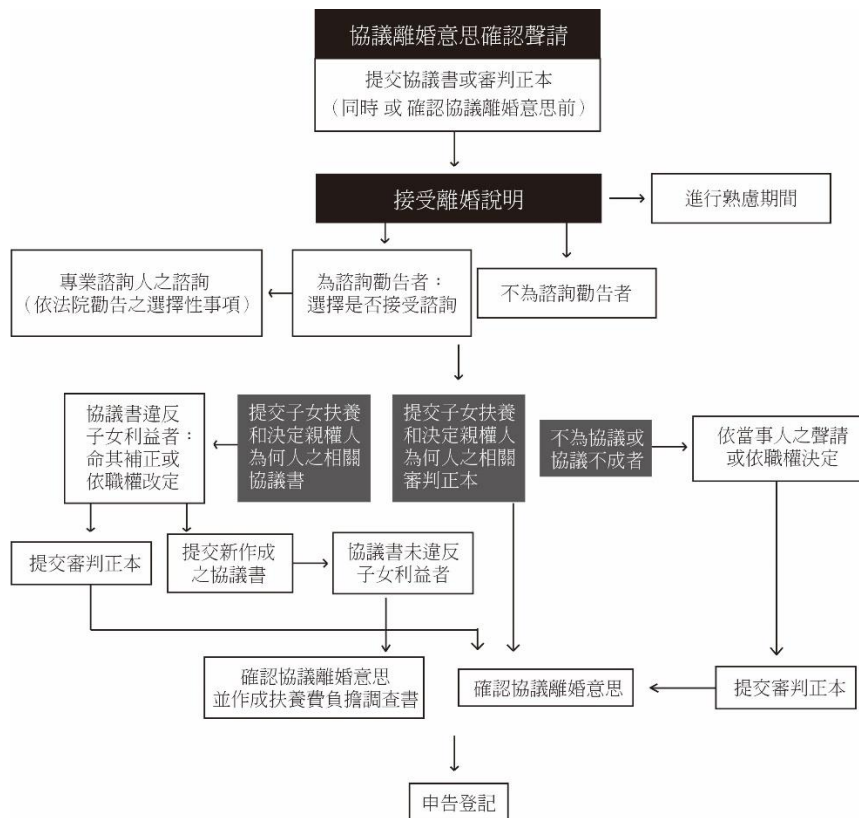 協議離婚意思確認聲請
提交協議書或審判正本
（同時 或 確認協議離婚意思前）
接受離婚說明
進行熟慮期間
專業諮詢人之諮詢
（依法院勸告之選擇性事項）
為諮詢勸告者：
選擇是否接受諮詢
不為諮詢勸告者
協議書違反
子女利益者：
命其補正或
依職權改定
提交子女扶養
和決定親權人
為何人之相關
協議書
提交子女扶養
和決定親權人
為何人之相關
審判正本
不為協議或
協議不成者
依當事人之聲請
或依職權決定
提交審判正本
提交新作成
之協議書
協議書未違反
子女利益者
確認協議離婚意思
並作成扶養費負擔調查書
確認協議離婚意思
提交審判正本
申告登記